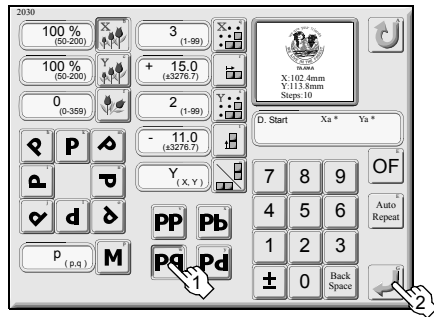 2030
100 %
(50-200)
X
3
(1-99)
X
100 %
(50-200)
Y
+ 15.0
(±3276.7)
0
(0-359)
2
(1-99)
Y
- 11.0
(±3276.7)
Y
(X, Y)
P
P
P
P
P
P
P
P
p
(p,q)
M
PP
Pb
Pq
Pd
TAJIMA
X:102.4mm
Y:113.8mm
Steps:10
D. Start Xa * Ya *
7 8 9
4 5 6
1 2 3
± 0 Back
Space
OF
Auto
Repeat
1
2